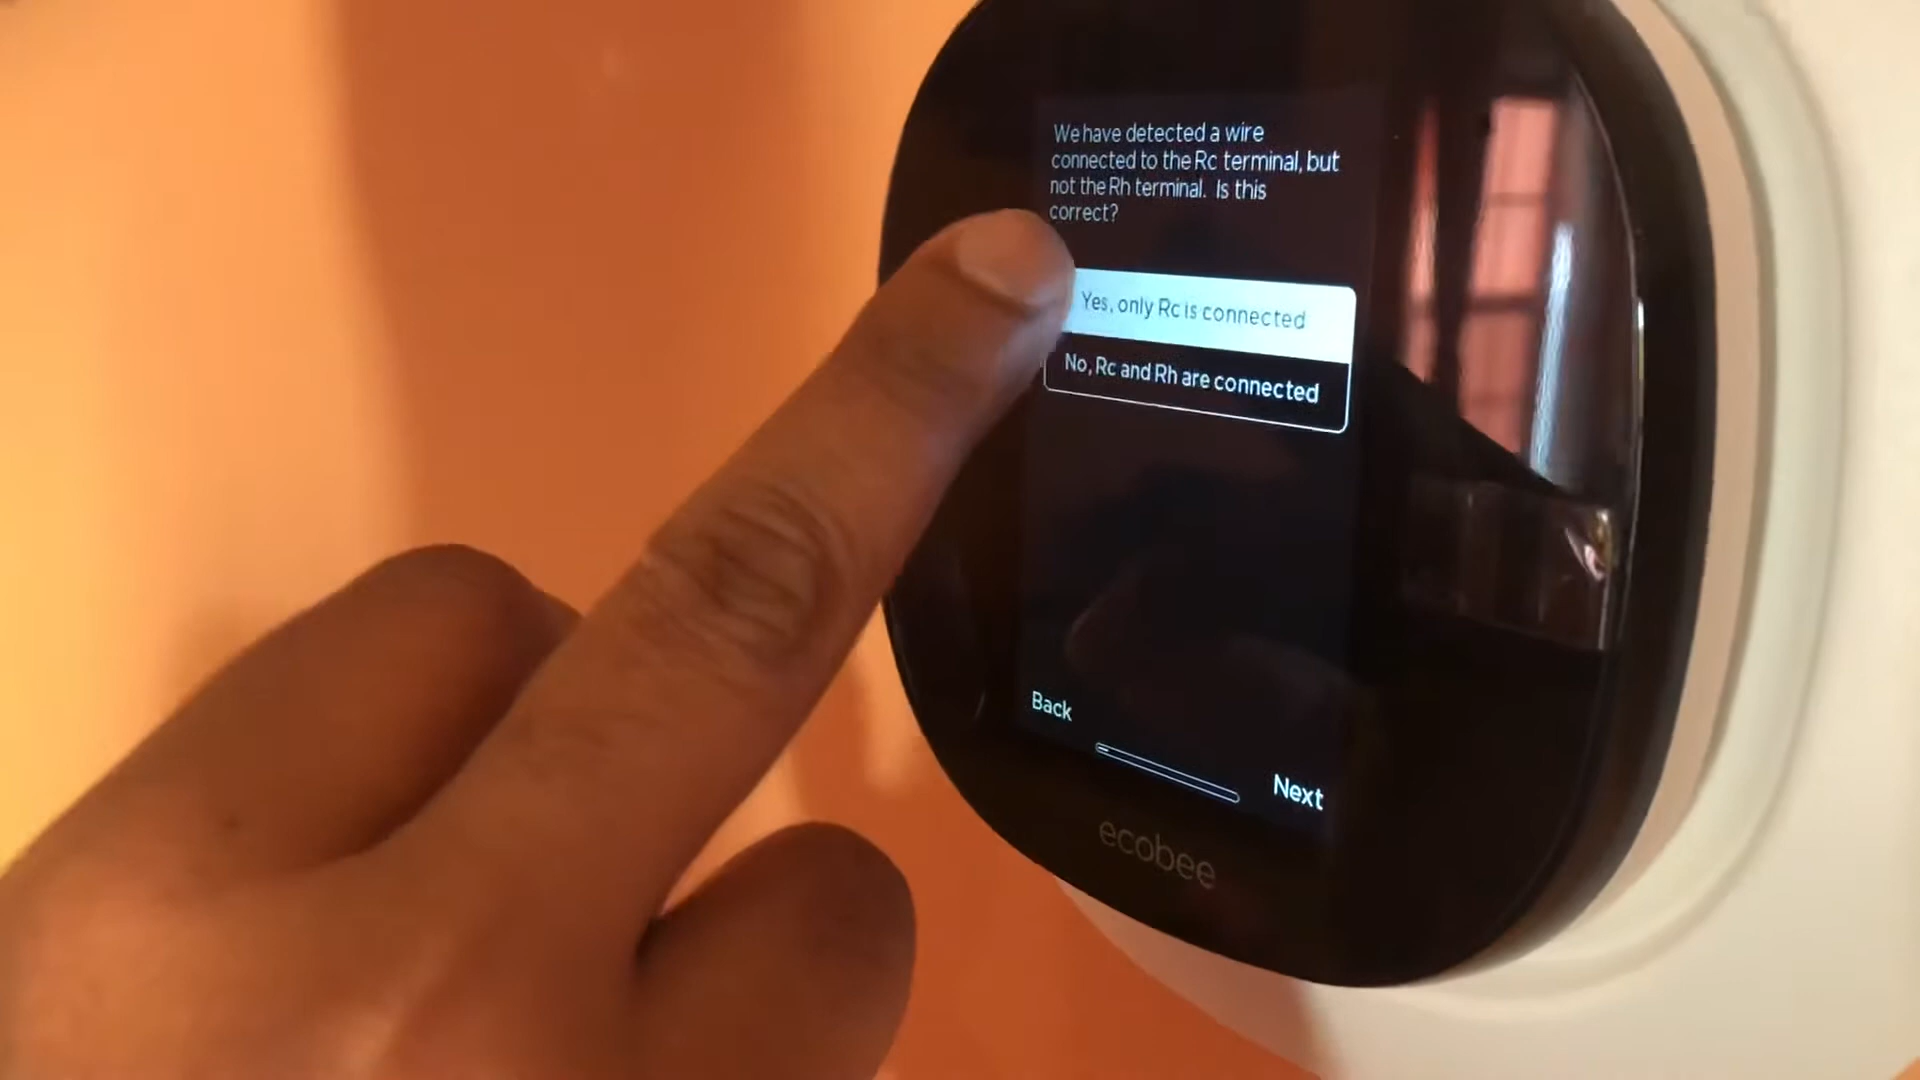 We have detected a wire
connected to the Rc terminal, but
not the Rh terminal. Is this
correct?
Yes, only Rc is connected
No, Rc and Rh are connected
Back
Next
ecobee